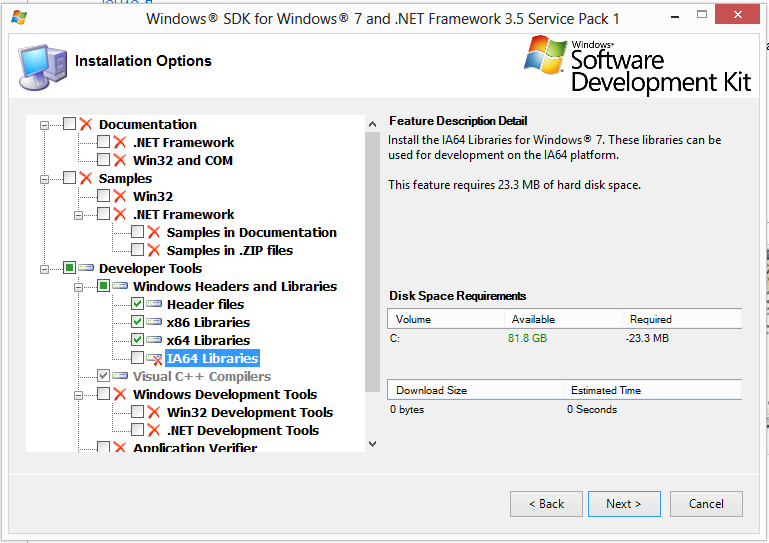 Windows® SDK for Windows® 7 and .NET Framework 3.5 Service Pack 1
Installation Options
Windows®
Software
Development Kit
Documentation
.NET Framework
Win32 and COM
Samples
Win32
.NET Framework
Samples in Documentation
Samples in .ZIP files
Developer Tools
Windows Headers and Libraries
Header files
x86 Libraries
x64 Libraries
IA64 Libraries
Visual C++ Compilers
Windows Development Tools
Win32 Development Tools
.NET Development Tools
Application Verifier
Feature Description Detail
Install the IA64 Libraries for Windows® 7. These libraries can be
used for development on the IA64 platform.
This feature requires 23.3 MB of hard disk space.
Disk Space Requirements
Volume Available Required
C: 81.8 GB -23.3 MB
Download Size Estimated Time
0 bytes 0 Seconds
< Back Next > Cancel